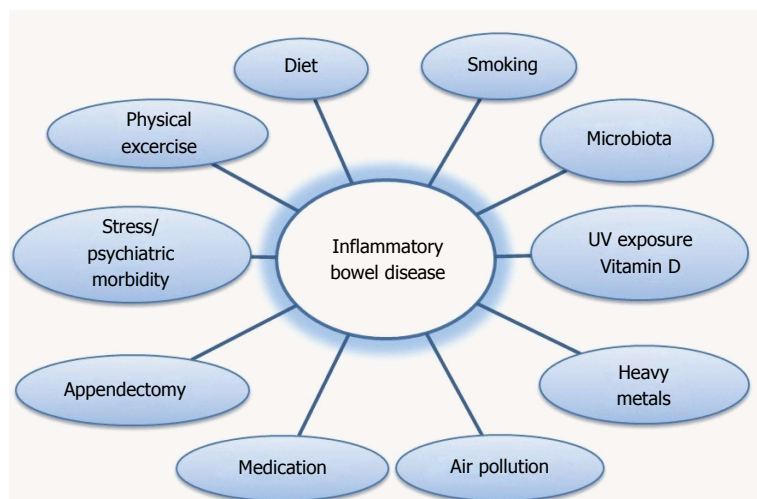 Diet
Smoking
Physical
excercise
Microbiota
Stress/
psychiatric
morbidity
Inflammatory
bowel disease
UV exposure
Vitamin D
Appendectomy
Heavy
metals
Medication
Air pollution